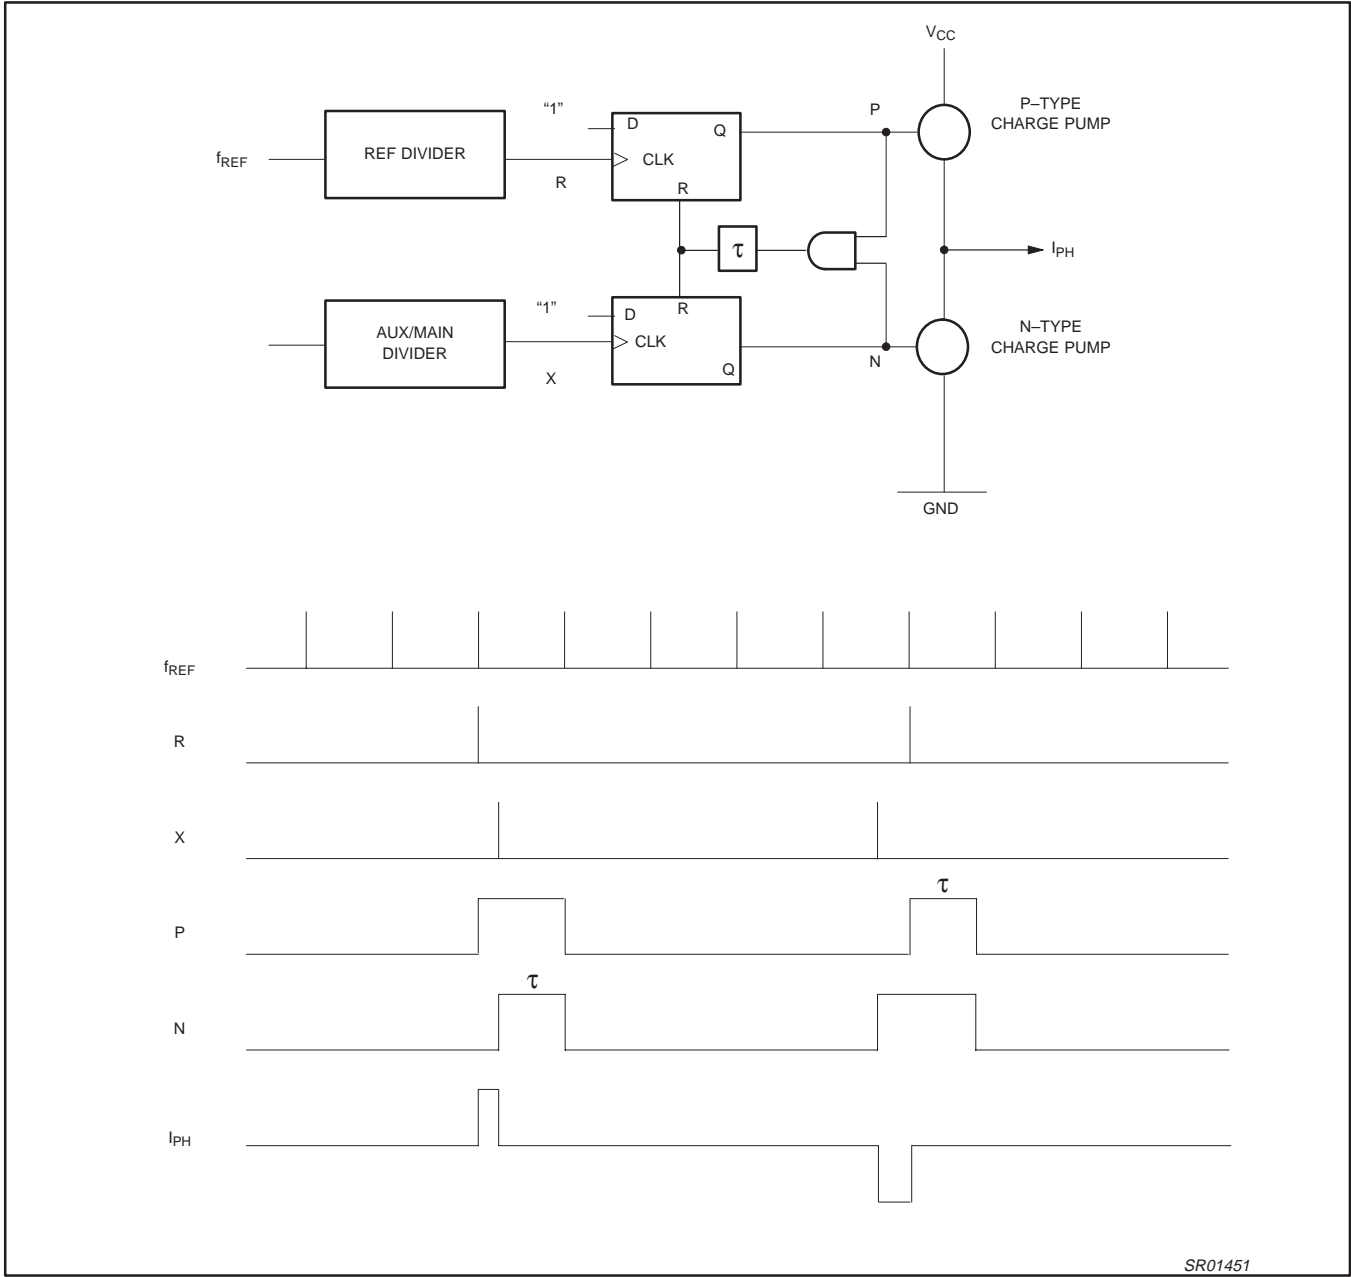 VCC
P–TYPE
CHARGE PUMP
P
“1”
D
Q
fREF
REF DIVIDER
CLK
R
R
τ
IPH
“1”
D
R
AUX/MAIN
DIVIDER
CLK
N–TYPE
CHARGE PUMP
X
Q
N
GND
fREF
R
X
τ
P
τ
N
IPH
SR01451